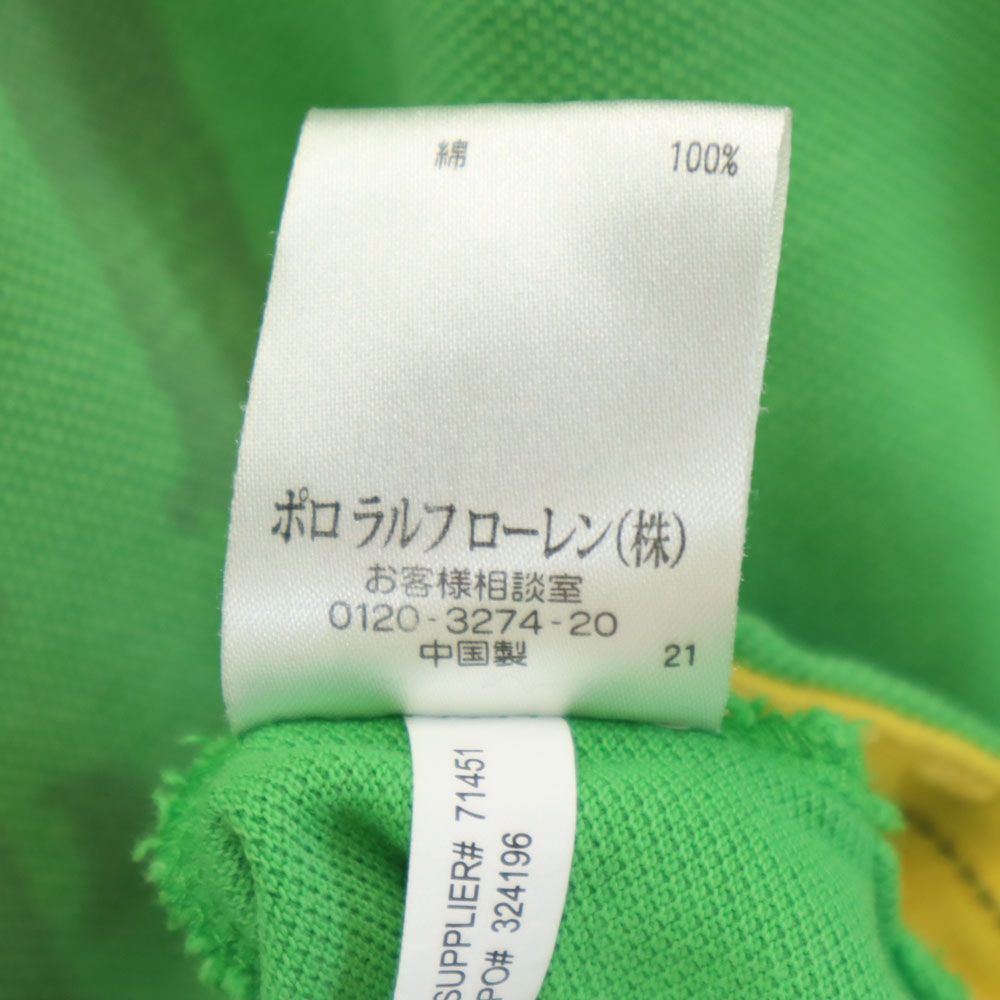 綿 100%
ポロ ラルフ ローレン(株)
お客様相談室
0120-3274-20
中国製 21
SUPPLIER# 71451
PO# 324196